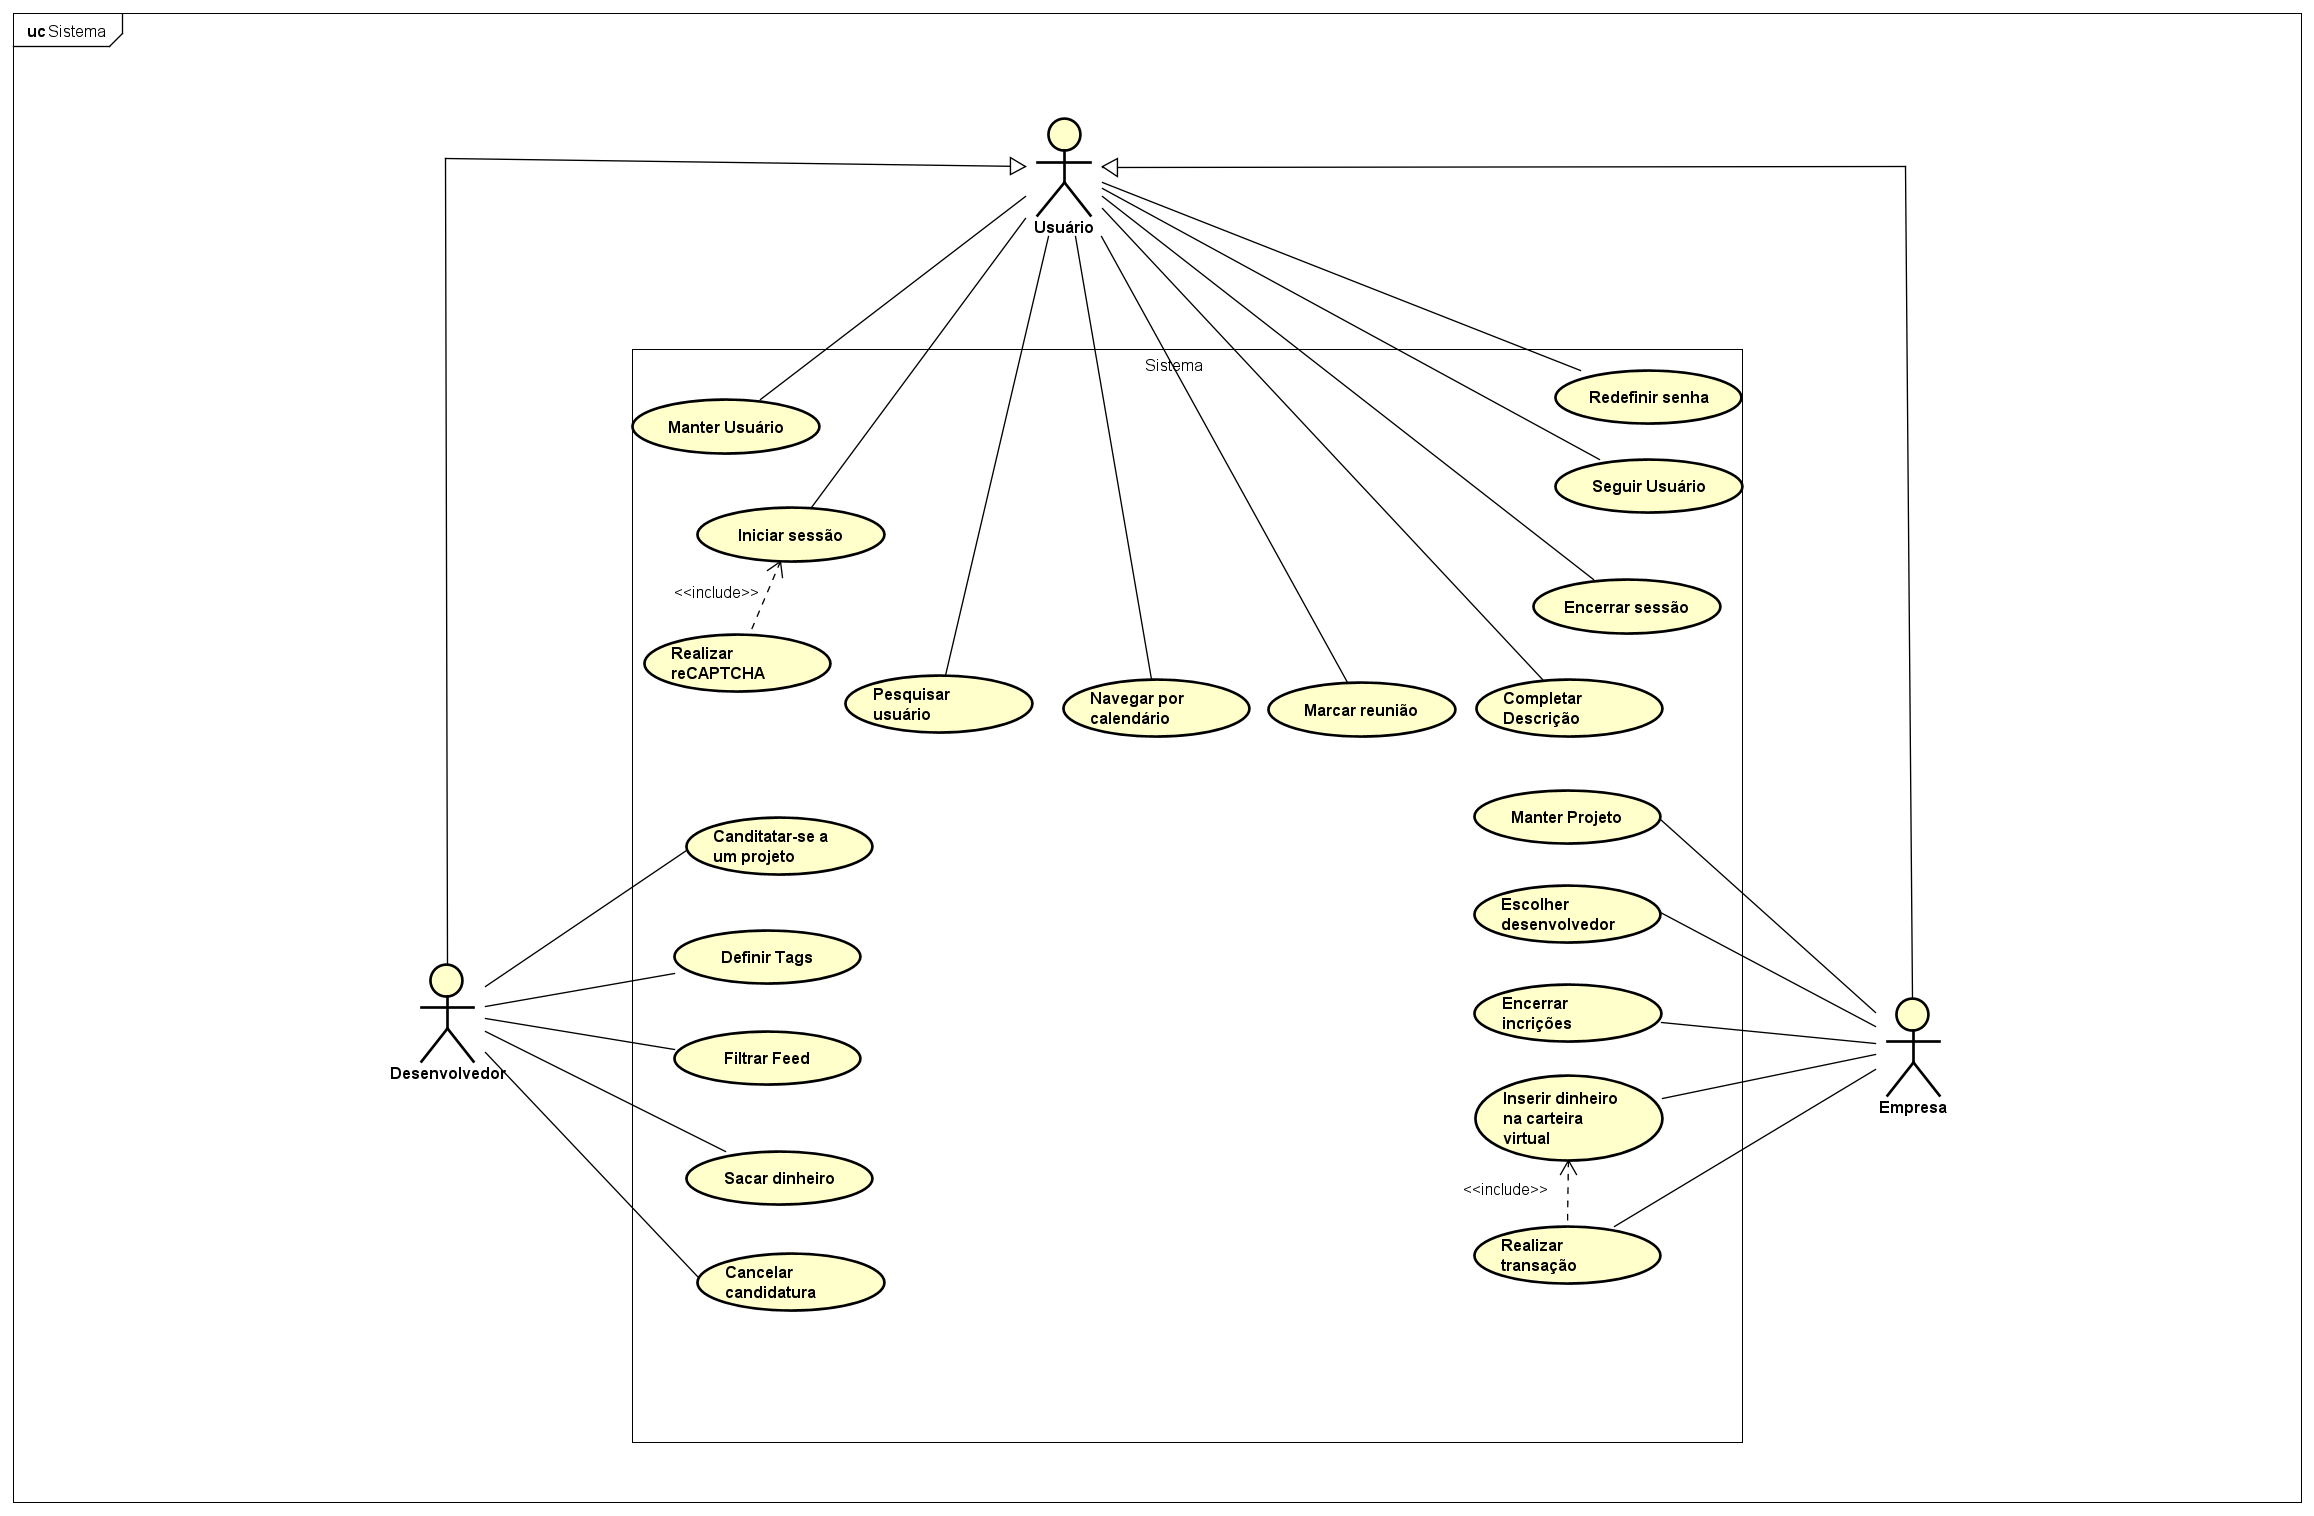 uc Sistema
Usuário
Sistema
Manter Usuário
Redefinir senha
Seguir Usuário
Iniciar sessão
<<include>>
Encerrar sessão
Realizar
reCAPTCHA
Pesquisar
usuário
Navegar por
calendário
Marcar reunião
Completar
Descrição
Canditatar-se a
um projeto
Manter Projeto
Escolher
desenvolvedor
Definir Tags
Encerrar
incrições
Filtrar Feed
Desenvolvedor
Inserir dinheiro
na carteira
virtual
Empresa
Sacar dinheiro
<<include>>
Realizar
transação
Cancelar
candidatura